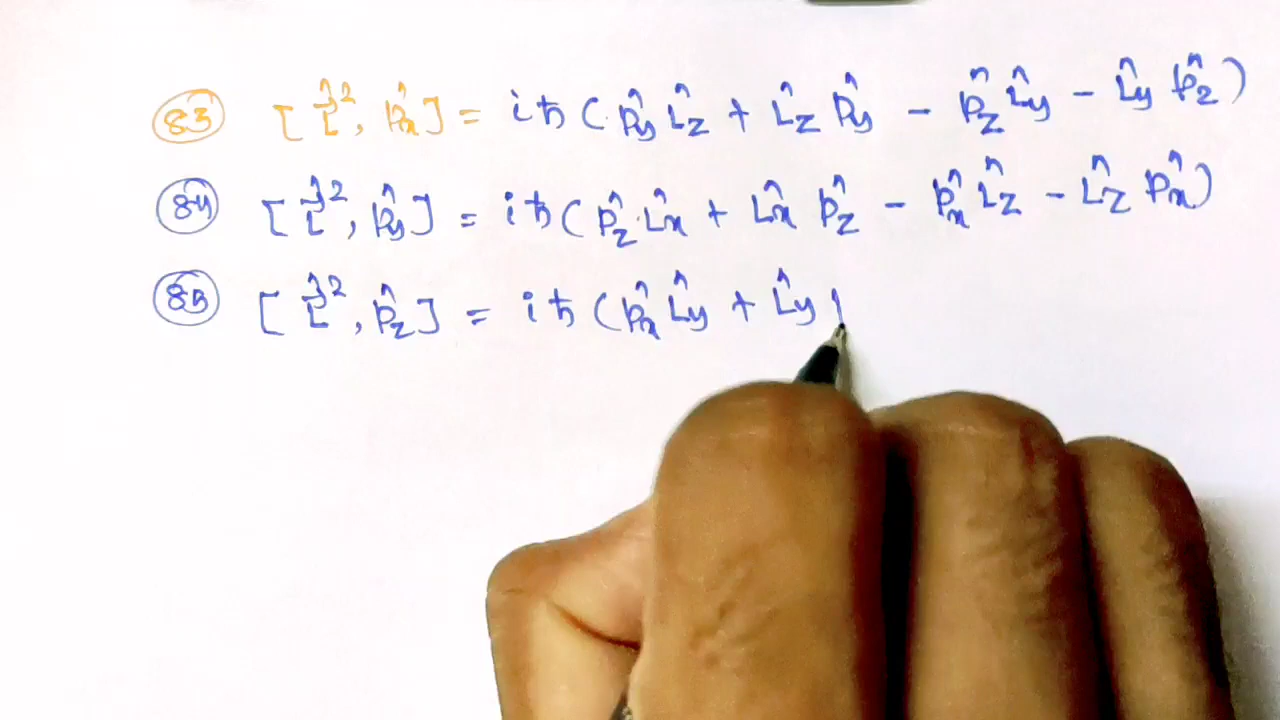 83 [L̂², p̂x] = iħ(p̂y L̂z + L̂z p̂y - p̂z L̂y - L̂y p̂z)
84 [L̂², p̂y] = iħ(p̂z L̂x + L̂x p̂z - p̂x L̂z - L̂z p̂x)
85 [L̂², p̂z] = iħ(p̂x L̂y + L̂y